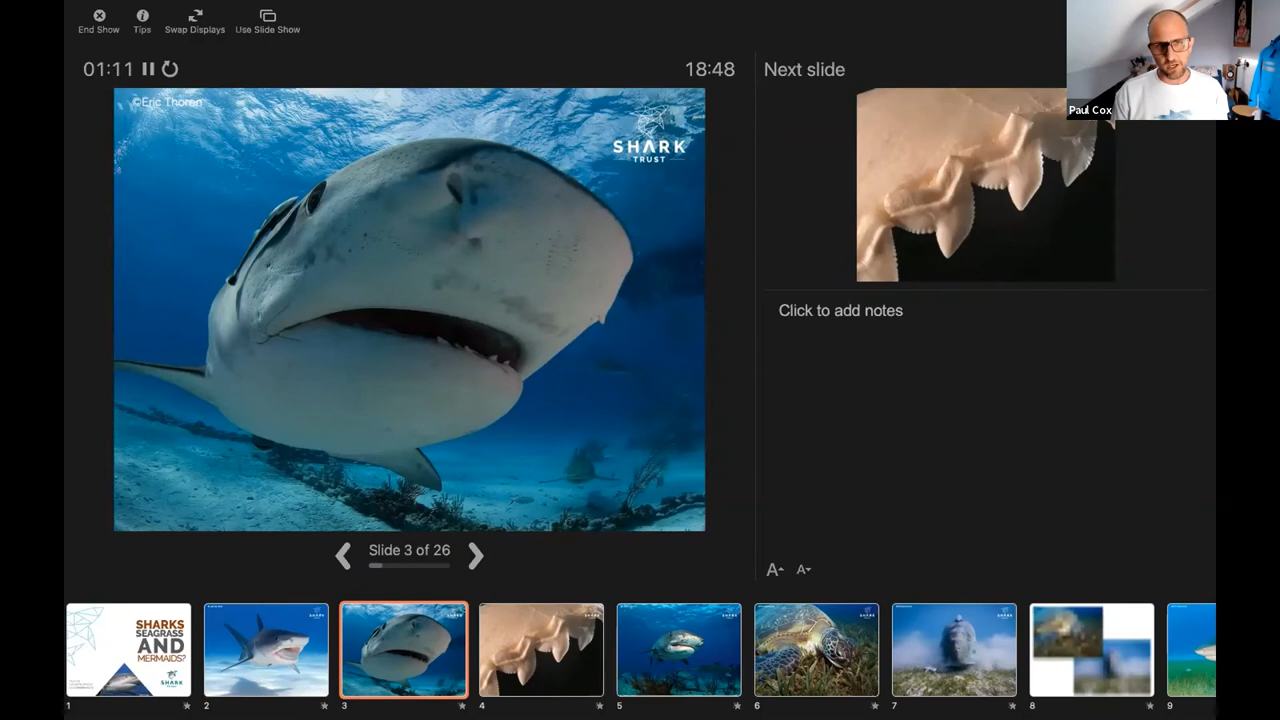 End Show
Tips
Swap Displays
Use Slide Show
01:11
18:48
Next slide
©Eric Thoren
SHARK
TRUST
Paul Cox
Click to add notes
Slide 3 of 26
A
A
SHARKS
SEAGRASS
AND
MERMAIDS?
1
2
3
4
5
6
7
8
9